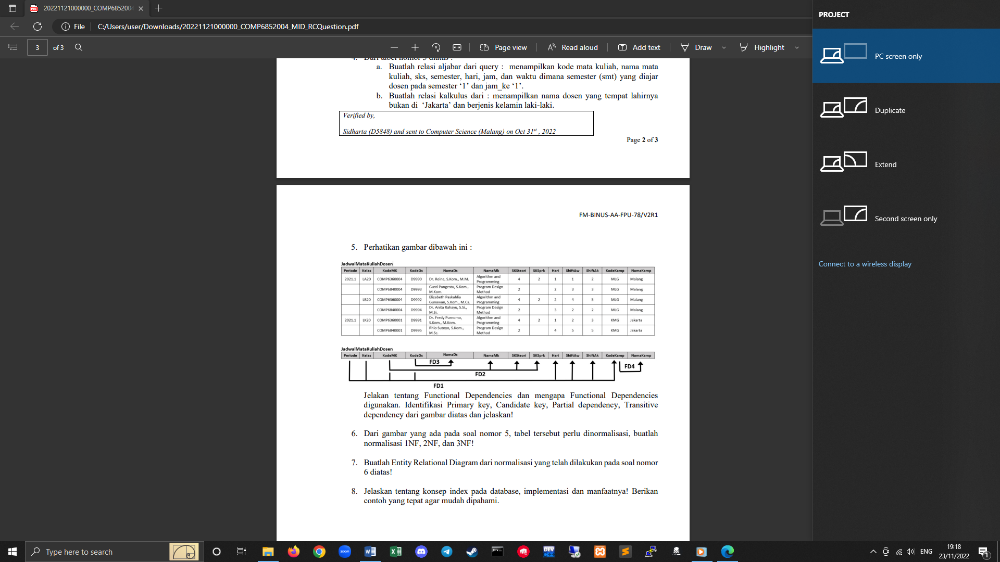 20221121000000_COMP6852004
File
C:/Users/user/Downloads/20221121000000_COMP6852004_MID_RCQuestion.pdf
3
of 3
Page view
Read aloud
Add text
Draw
Highlight
4. Dari tabel nomor 3 diatas :
a. Buatlah relasi aljabar dari query : menampilkan kode mata kuliah, nama mata
kuliah, sks, semester, hari, jam, dan waktu dimana semester (smt) yang diajar
dosen pada semester ‘1’ dan jam_ke ‘1’.
b. Buatlah relasi kalkulus dari : menampilkan nama dosen yang tempat lahirnya
bukan di ‘Jakarta’ dan berjenis kelamin laki-laki.
Verified by,
Sidharta (D5848) and sent to Computer Science (Malang) on Oct 31st , 2022
Page 2 of 3
FM-BINUS-AA-FPU-78/V2R1
5. Perhatikan gambar dibawah ini :
JadwalMataKuliahDosen
Periode Kelas KodeMK KodeDs NamaDs NamaMk SKSteori SKSprk Hari ShiftAw ShiftAk KodeKamp NamaKamp
2021.1 LA20 COMP6360004 D9990 Dr. Reina, S.Kom., M.M. Algorithm and Programming 4 2 1 1 2 MLG Malang
COMP6840004 D9993 Gusti Pangestu, S.Kom., M.Kom. Program Design Method 2 2 3 3 MLG Malang
LB20 COMP6360004 D9992 Elizabeth Paskahlia Gunawan, S.Kom., M.Cs. Algorithm and Programming 4 2 2 4 5 MLG Malang
COMP6840004 D9994 Dr. Anita Rahayu, S.Si., M.Si. Program Design Method 2 3 2 2 MLG Malang
2021.1 LK20 COMP6360001 D9991 Dr. Fredy Purnomo, S.Kom., M.Kom. Algorithm and Programming 4 2 1 2 3 KMG Jakarta
COMP6840001 D9995 Rhio Sutoyo, S.Kom., M.Sc. Program Design Method 2 4 5 5 KMG Jakarta
JadwalMataKuliahDosen
Periode Kelas KodeMK KodeDs NamaDs NamaMk SKSteori SKSprk Hari ShiftAw ShiftAk KodeKamp NamaKamp
FD3
FD4
FD2
FD1
Jelakan tentang Functional Dependencies dan mengapa Functional Dependencies
digunakan. Identifikasi Primary key, Candidate key, Partial dependency, Transitive
dependency dari gambar diatas dan jelaskan!
6. Dari gambar yang ada pada soal nomor 5, tabel tersebut perlu dinormalisasi, buatlah
normalisasi 1NF, 2NF, dan 3NF!
7. Buatlah Entity Relational Diagram dari normalisasi yang telah dilakukan pada soal nomor
6 diatas!
8. Jelaskan tentang konsep index pada database, implementasi dan manfaatnya! Berikan
contoh yang tepat agar mudah dipahami.
PROJECT
PC screen only
Duplicate
Extend
Second screen only
Connect to a wireless display
Type here to search
zoom
DEV
ENG
19:18
23/11/2022
1